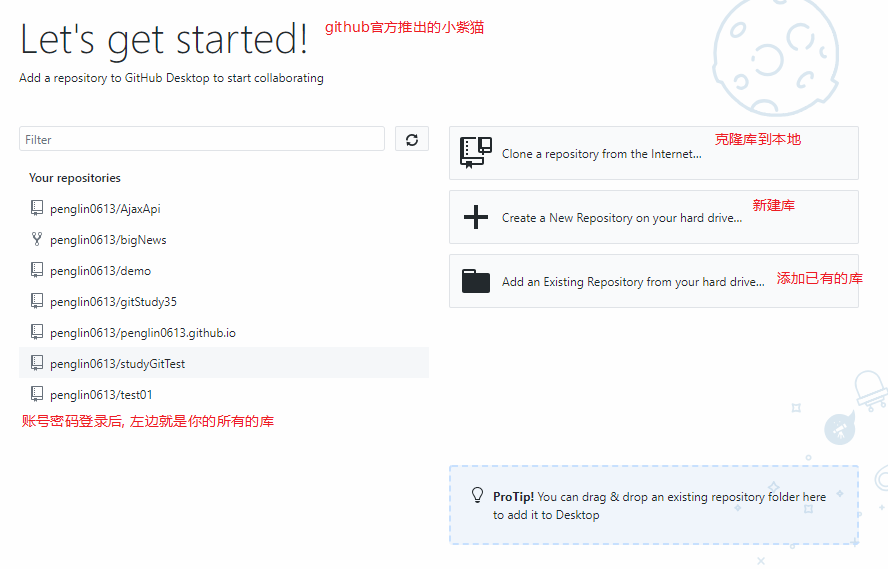 Let's get started!
github官方推出的小紫猫
Add a repository to GitHub Desktop to start collaborating
Filter
Your repositories
penglin0613/AjaxApi
penglin0613/bigNews
penglin0613/demo
penglin0613/gitStudy35
penglin0613/penglin0613.github.io
penglin0613/studyGitTest
penglin0613/test01
账号密码登录后, 左边就是你的所有的库
Clone a repository from the Internet...
克隆库到本地
Create a New Repository on your hard drive...
新建库
Add an Existing Repository from your hard drive...
添加已有的库
ProTip! You can drag & drop an existing repository folder here
to add it to Desktop